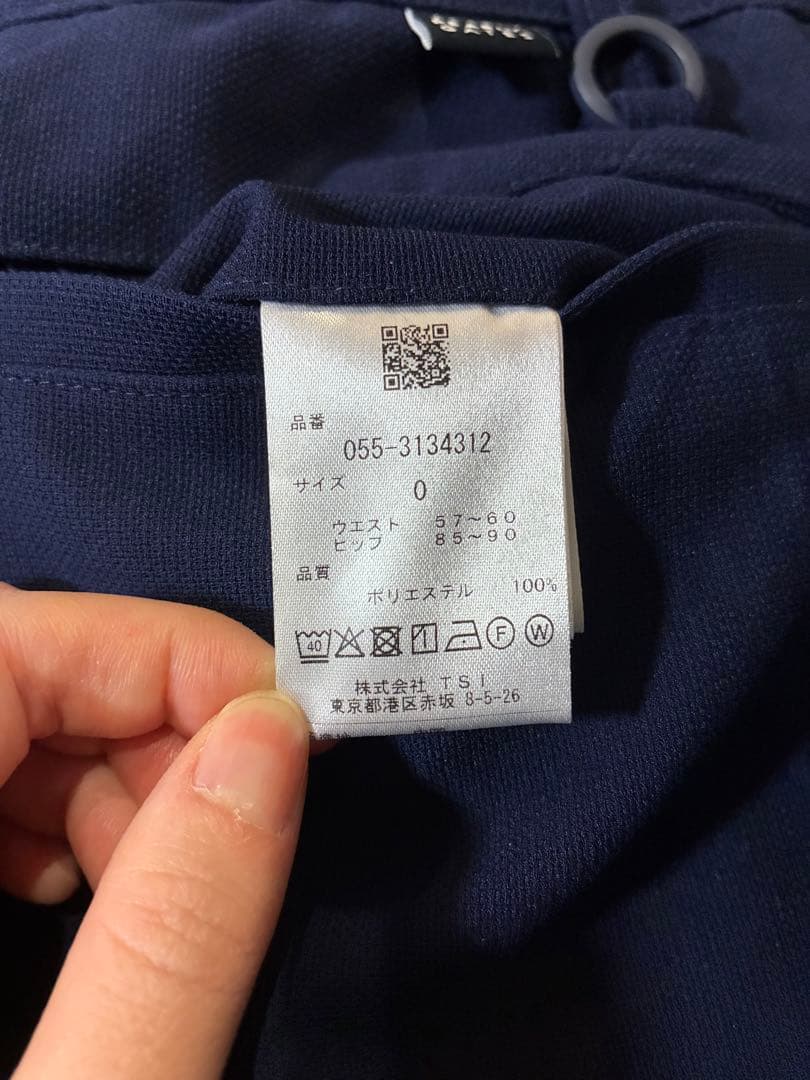 品番
055-3134312
サイズ 0
ウエスト 57〜60
ヒップ 85〜90
品質
ポリエステル 100%
40 F W
株式会社 TSI
東京都港区赤坂 8-5-26